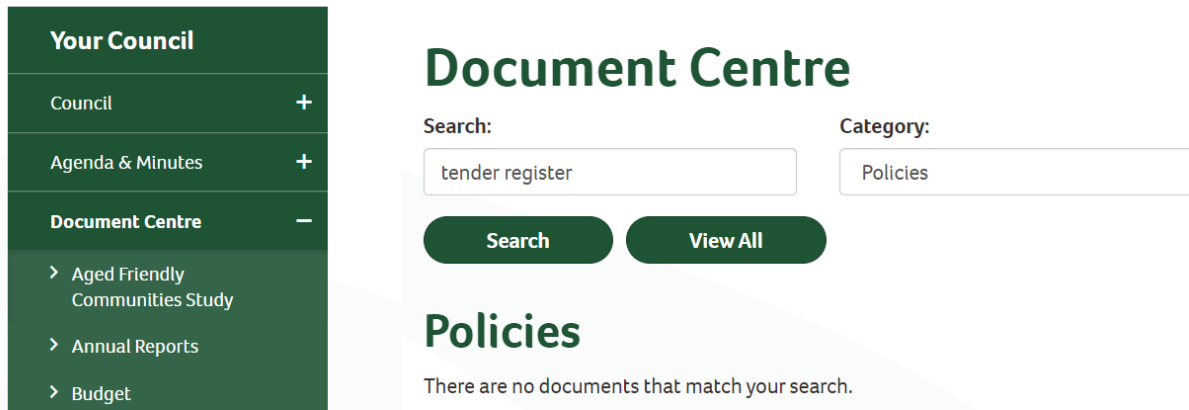 Your Council
Council
Agenda & Minutes
Document Centre
Aged Friendly
Communities Study
Annual Reports
Budget
Document Centre
Search:
Category:
tender register
Policies
Search
View All
Policies
There are no documents that match your search.